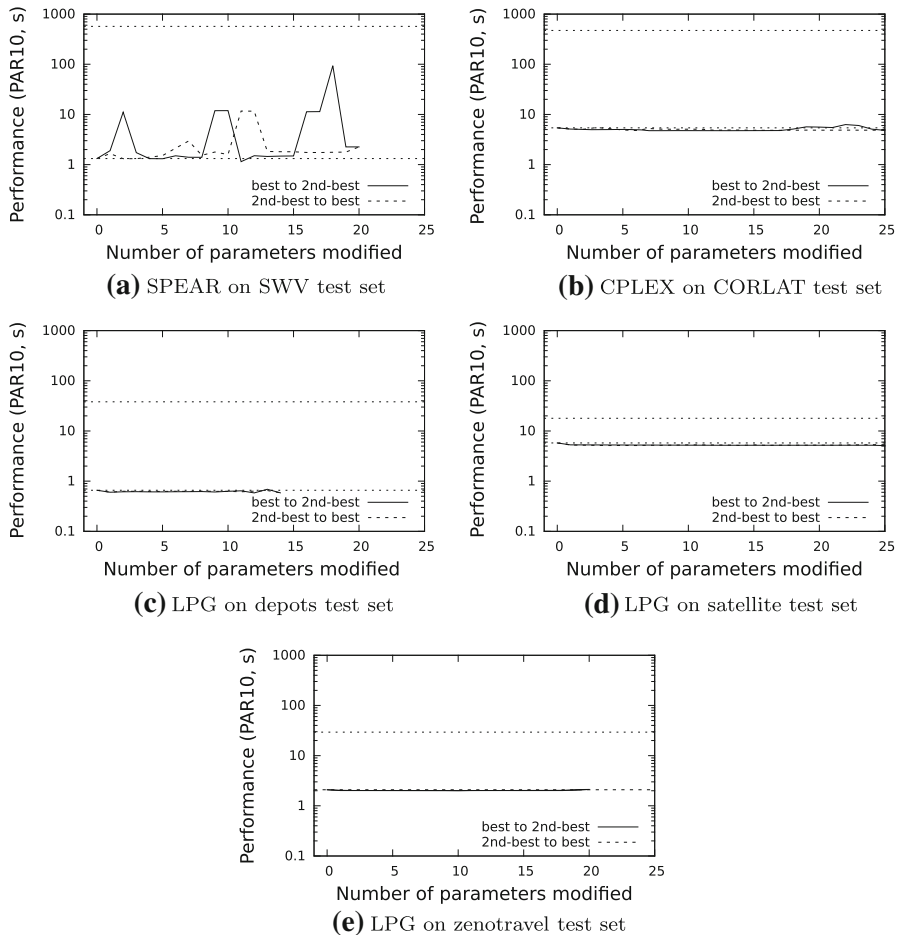 Performance (PAR10, s)
1000
100
10
1
0.1
best to 2nd-best
2nd-best to best
0 5 10 15 20 25
Number of parameters modified
(a) SPEAR on SWV test set
Performance (PAR10, s)
1000
100
10
1
0.1
best to 2nd-best
2nd-best to best
0 5 10 15 20 25
Number of parameters modified
(b) CPLEX on CORLAT test set
Performance (PAR10, s)
1000
100
10
1
0.1
best to 2nd-best
2nd-best to best
0 5 10 15 20 25
Number of parameters modified
(c) LPG on depots test set
Performance (PAR10, s)
1000
100
10
1
0.1
best to 2nd-best
2nd-best to best
0 5 10 15 20 25
Number of parameters modified
(d) LPG on satellite test set
Performance (PAR10, s)
1000
100
10
1
0.1
best to 2nd-best
2nd-best to best
0 5 10 15 20 25
Number of parameters modified
(e) LPG on zenotravel test set